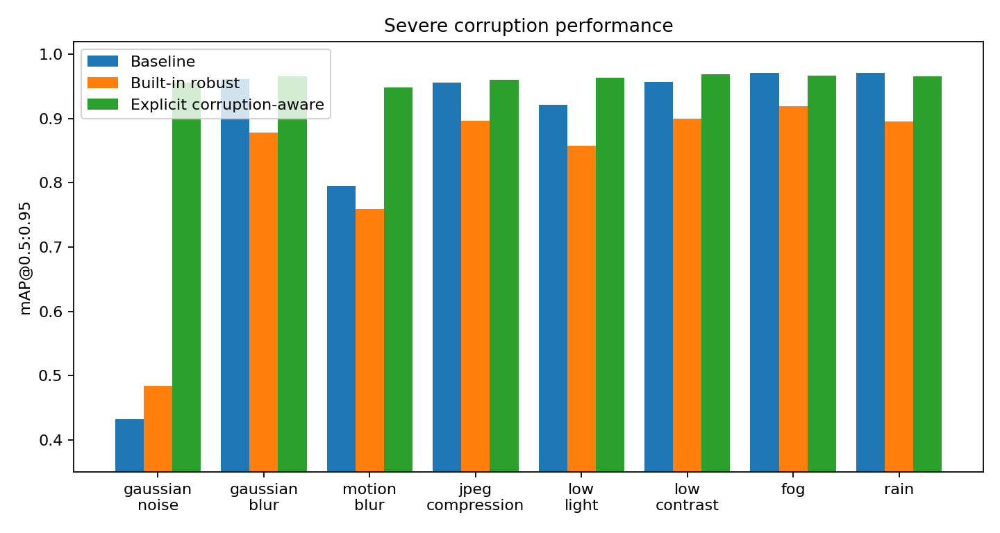 Severe corruption performance
Baseline
Built-in robust
Explicit corruption-aware
mAP@0.5:0.95
1.0
0.9
0.8
0.7
0.6
0.5
0.4
gaussian
noise
gaussian
blur
motion
blur
jpeg
compression
low
light
low
contrast
fog
rain